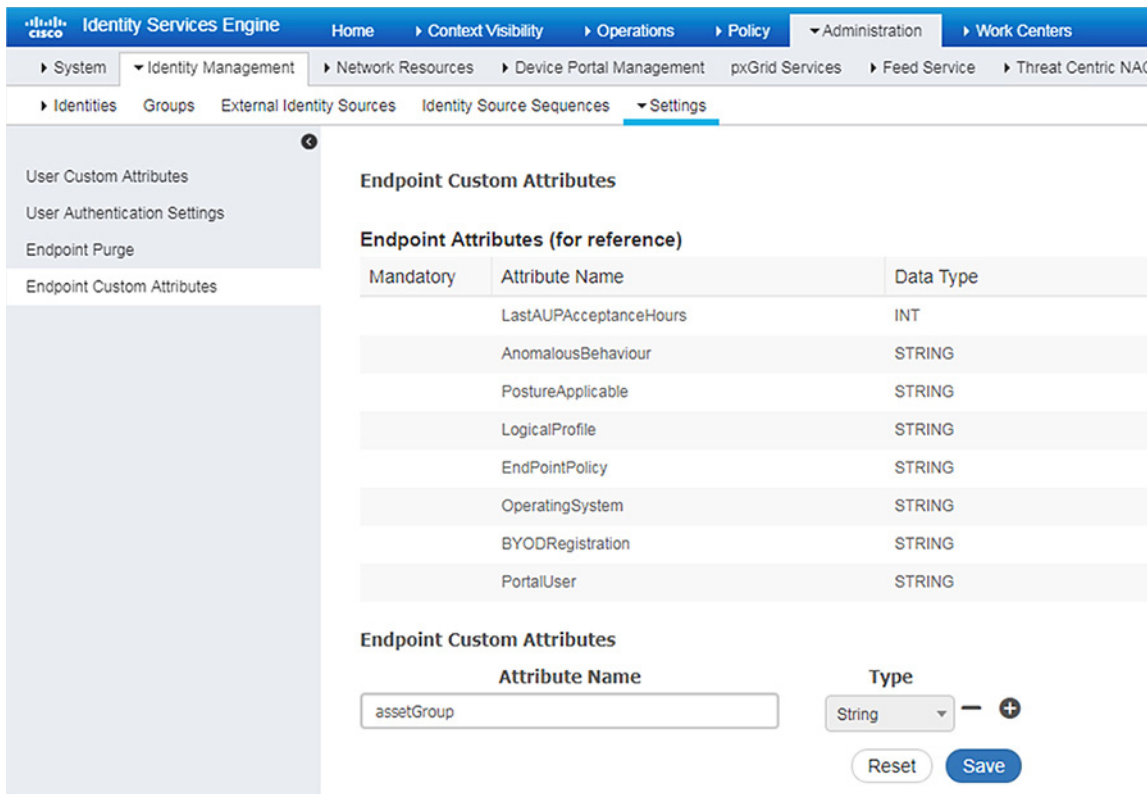 cisco Identity Services Engine Home Context Visibility Operations Policy Administration Work Centers
System Identity Management Network Resources Device Portal Management pxGrid Services Feed Service Threat Centric NAC
Identities Groups External Identity Sources Identity Source Sequences Settings
User Custom Attributes
User Authentication Settings
Endpoint Purge
Endpoint Custom Attributes
Endpoint Custom Attributes
Endpoint Attributes (for reference)
Mandatory Attribute Name Data Type
LastAUPAcceptanceHours INT
AnomalousBehaviour STRING
PostureApplicable STRING
LogicalProfile STRING
EndPointPolicy STRING
OperatingSystem STRING
BYODRegistration STRING
PortalUser STRING
Endpoint Custom Attributes
Attribute Name Type
assetGroup String
Reset Save